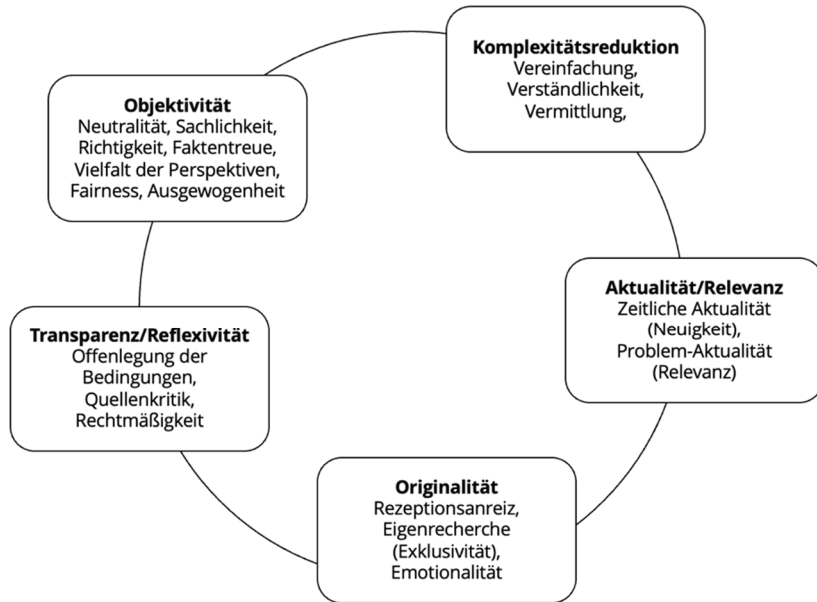 Komplexitätsreduktion
Vereinfachung,
Verständlichkeit,
Vermittlung,
Objektivität
Neutralität, Sachlichkeit,
Richtigkeit, Faktentreue,
Vielfalt der Perspektiven,
Fairness, Ausgewogenheit
Aktualität/Relevanz
Zeitliche Aktualität
(Neuigkeit),
Problem-Aktualität
(Relevanz)
Transparenz/Reflexivität
Offenlegung der
Bedingungen,
Quellenkritik,
Rechtmäßigkeit
Originalität
Rezeptionsanreiz,
Eigenrecherche
(Exklusivität),
Emotionalität